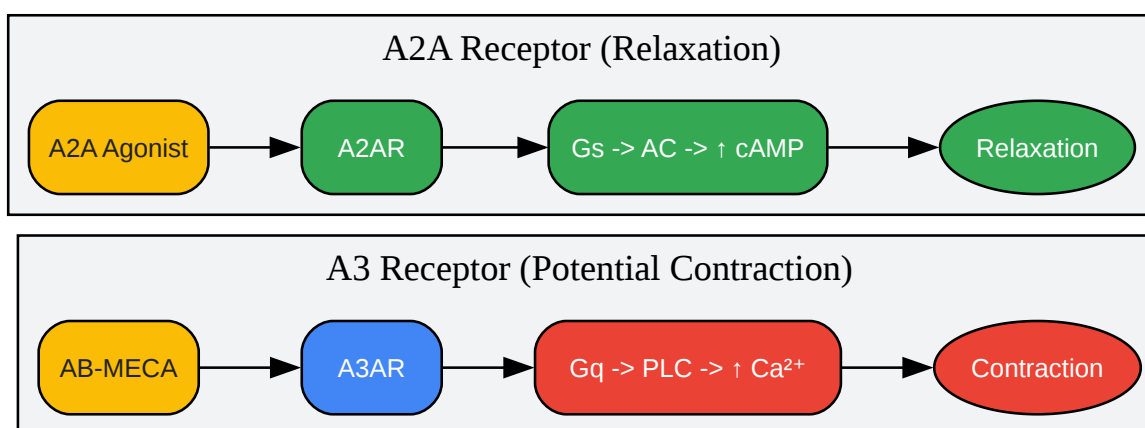 A2A Receptor (Relaxation)
A2A Agonist
A2AR
Gs -> AC -> ↑ cAMP
Relaxation
A3 Receptor (Potential Contraction)
AB-MECA
A3AR
Gq -> PLC -> ↑ Ca²⁺
Contraction